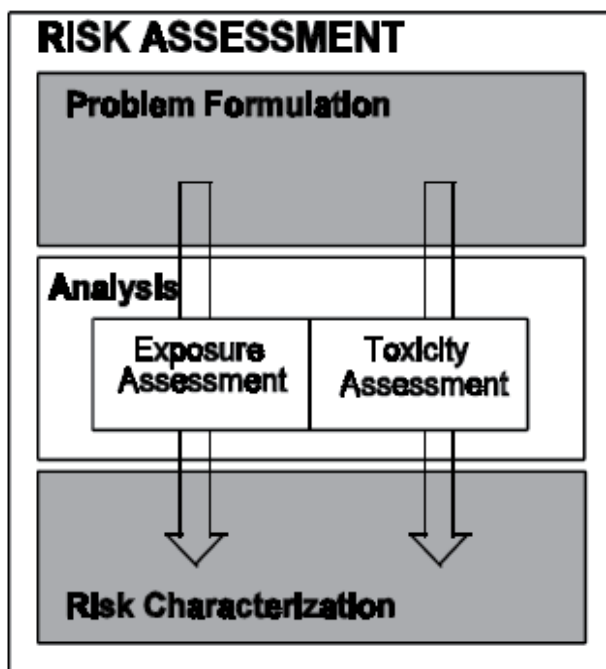 RISK ASSESSMENT
Problem Formulation
Analysis
Exposure
Assessment
Toxicity
Assessment
Risk Characterization